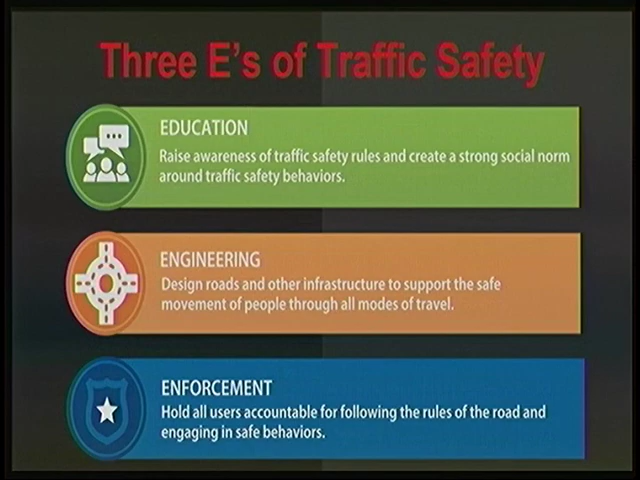 Three E's of Traffic Safety
EDUCATION
Raise awareness of traffic safety rules and create a strong social norm
around traffic safety behaviors.
ENGINEERING
Design roads and other infrastructure to support the safe
movement of people through all modes of travel.
ENFORCEMENT
Hold all users accountable for following the rules of the road and
engaging in safe behaviors.